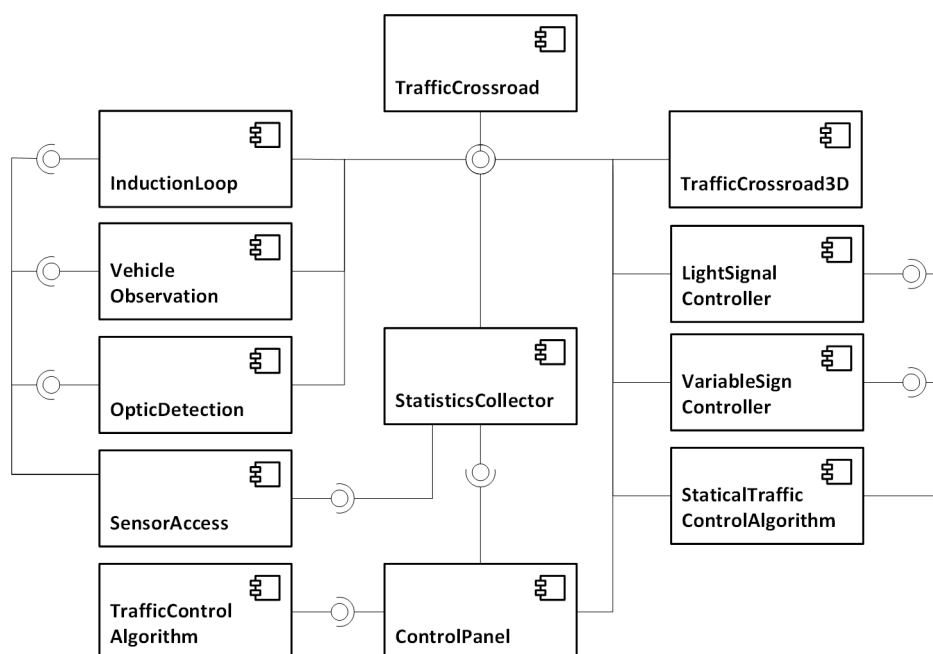 TrafficCrossroad
InductionLoop
TrafficCrossroad3D
Vehicle
Observation
LightSignal
Controller
OpticDetection
StatisticsCollector
VariableSign
Controller
SensorAccess
StaticalTraffic
ControlAlgorithm
TrafficControl
Algorithm
ControlPanel